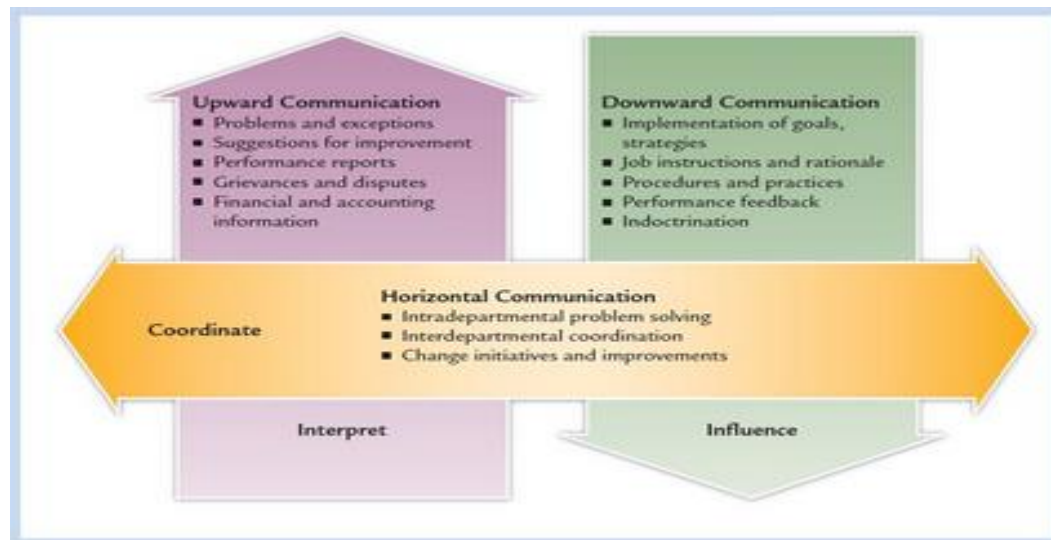 Upward Communication
▪ Problems and exceptions
▪ Suggestions for improvement
▪ Performance reports
▪ Grievances and disputes
▪ Financial and accounting
information
Downward Communication
▪ Implementation of goals,
strategies
▪ Job instructions and rationale
▪ Procedures and practices
▪ Performance feedback
▪ Indoctrination
Coordinate
Horizontal Communication
▪ Intradepartmental problem solving
▪ Interdepartmental coordination
▪ Change initiatives and improvements
Interpret
Influence